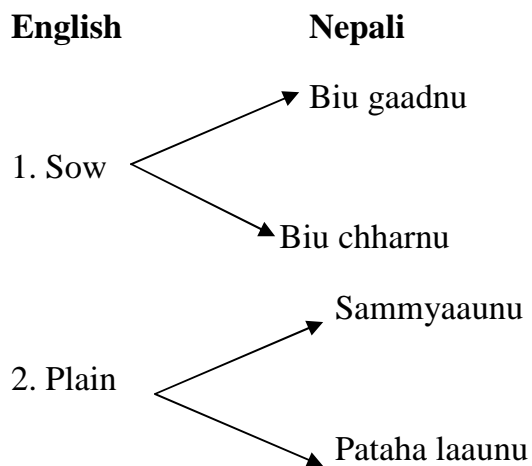 English Nepali
Biu gaadnu
1. Sow
Biu chharnu
Sammyaaunu
2. Plain
Pataha laaunu